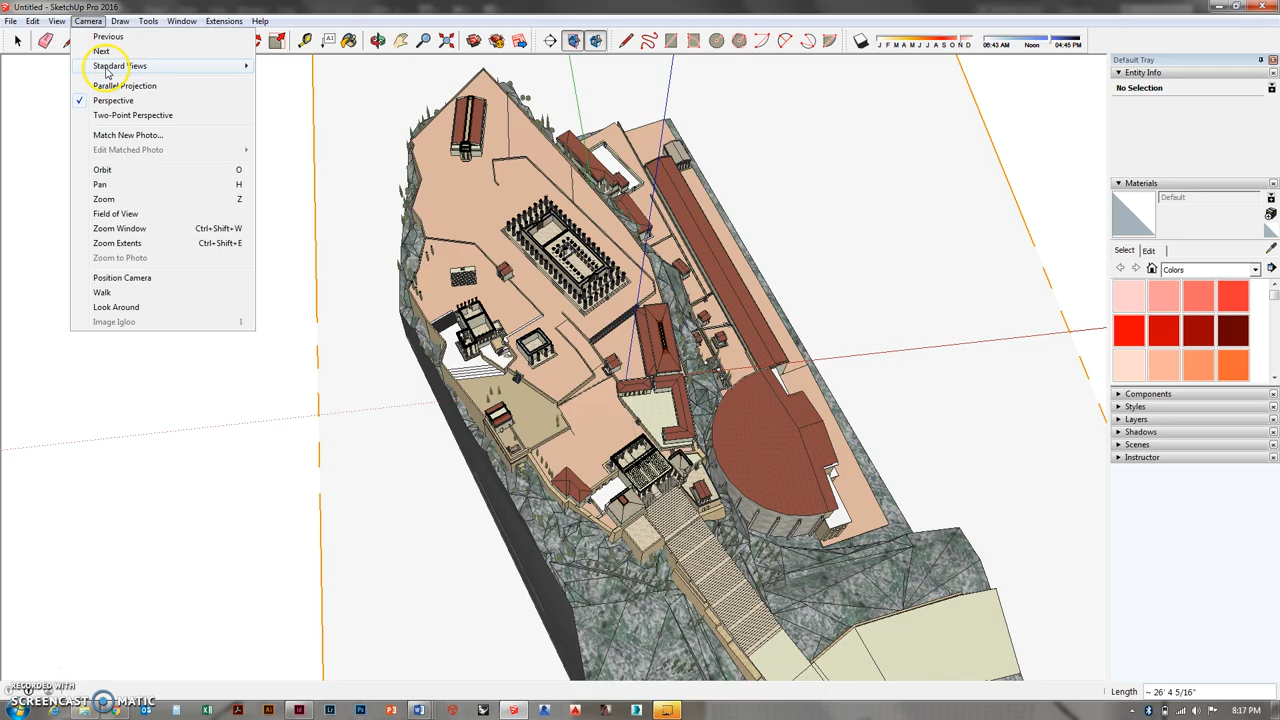 Untitled - SketchUp Pro 2016
File Edit View Camera Draw Tools Window Extensions Help
Previous
Next
Standard Views
Parallel Projection
Perspective
Two-Point Perspective
Match New Photo...
Edit Matched Photo
Orbit O
Pan H
Zoom Z
Field of View
Zoom Window Ctrl+Shift+W
Zoom Extents Ctrl+Shift+E
Zoom to Photo
Position Camera
Walk
Look Around
Image Igloo I
J F M A M J J A S O N D
06:43 AM Noon 04:45 PM
Default Tray
Entity Info
No Selection
Materials
Default
Select Edit
Colors
Components
Styles
Layers
Shadows
Scenes
Instructor
Length ~ 26' 4 5/16"
RECORDED WITH
SCREENCAST MATIC
8:17 PM